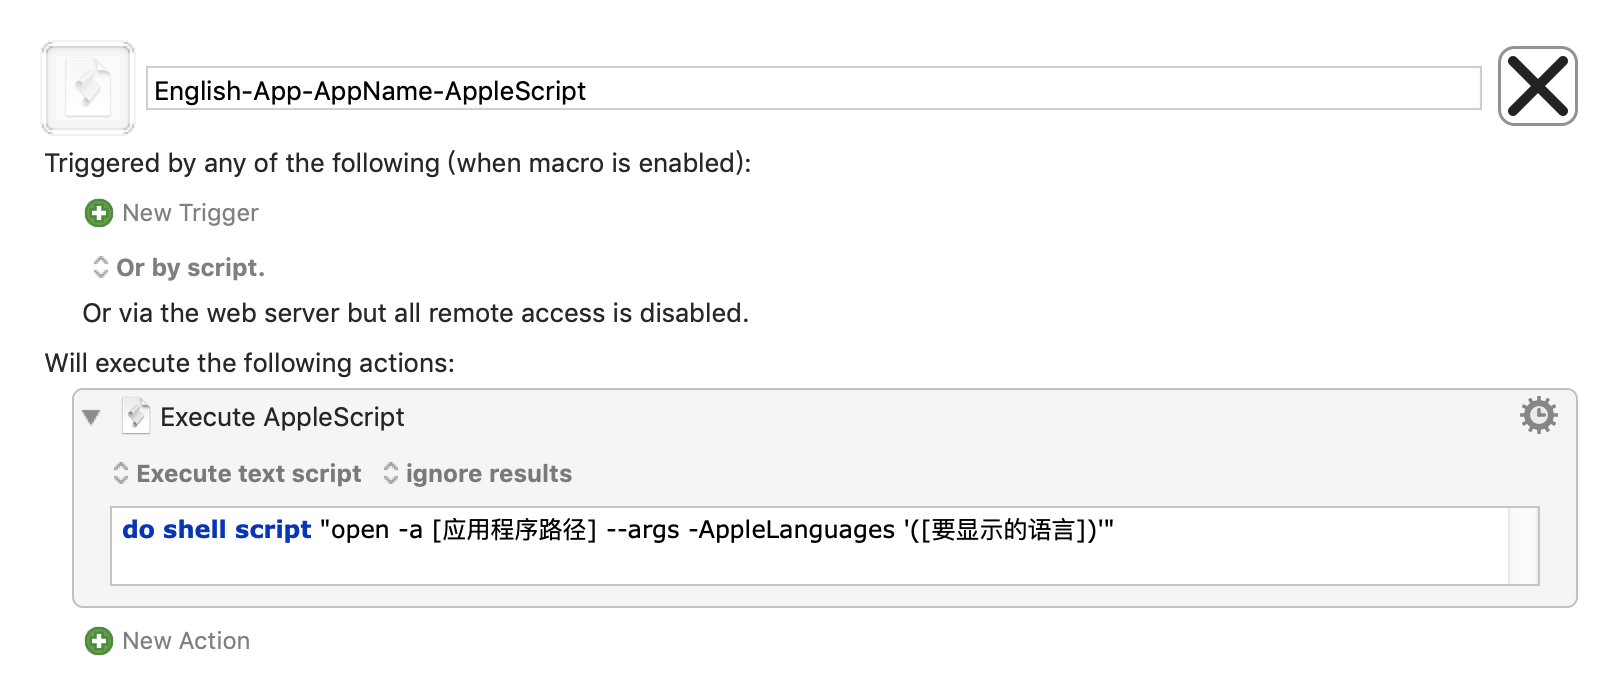 English-App-AppName-AppleScript
Triggered by any of the following (when macro is enabled):
New Trigger
Or by script.
Or via the web server but all remote access is disabled.
Will execute the following actions:
Execute AppleScript
Execute text script ignore results
do shell script "open -a [应用程序路径] --args -AppleLanguages '([要显示的语言])'"
New Action